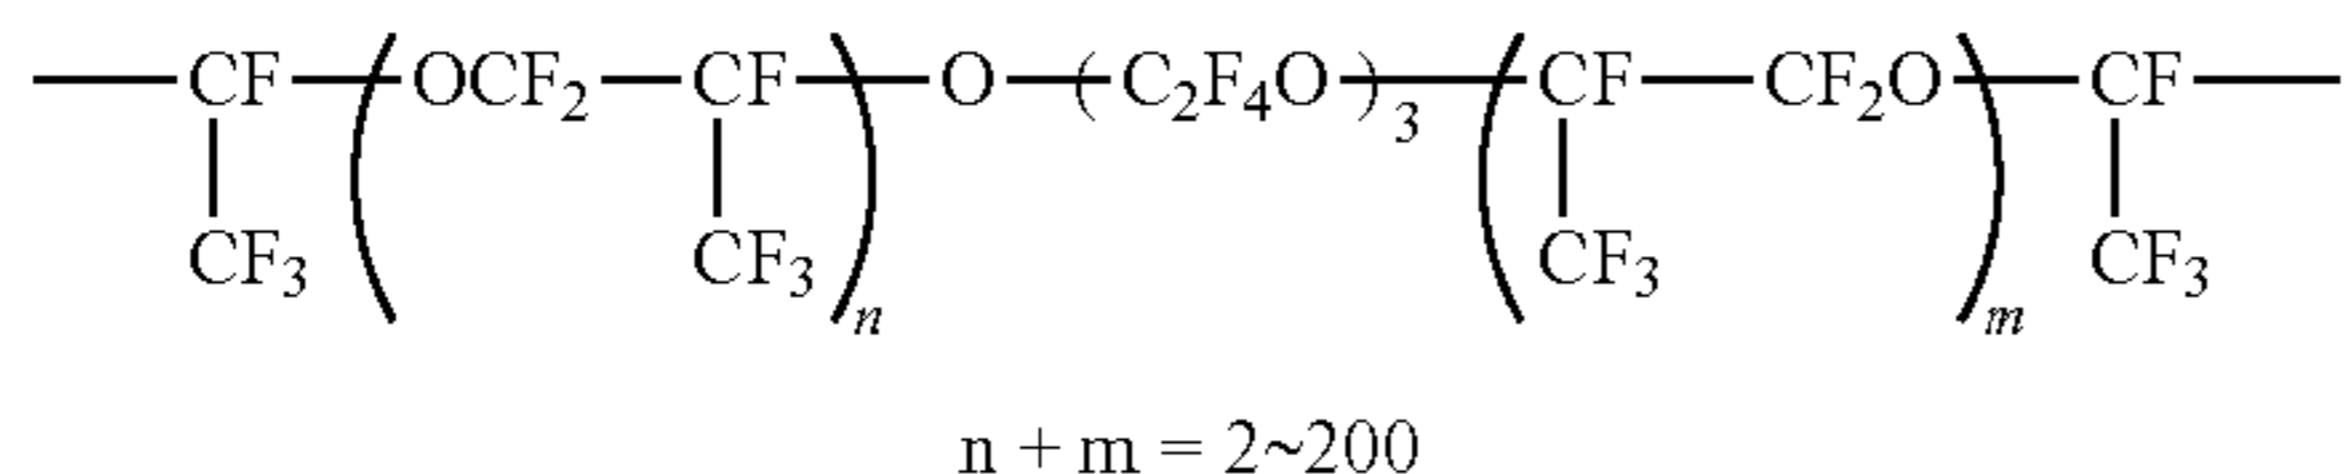 —CF—(OCF₂—CF)ₙ—O—(C₂F₄O)₃—(CF—CF₂O)ₘ—CF—
CF₃ CF₃ CF₃ CF₃
n + m = 2~200